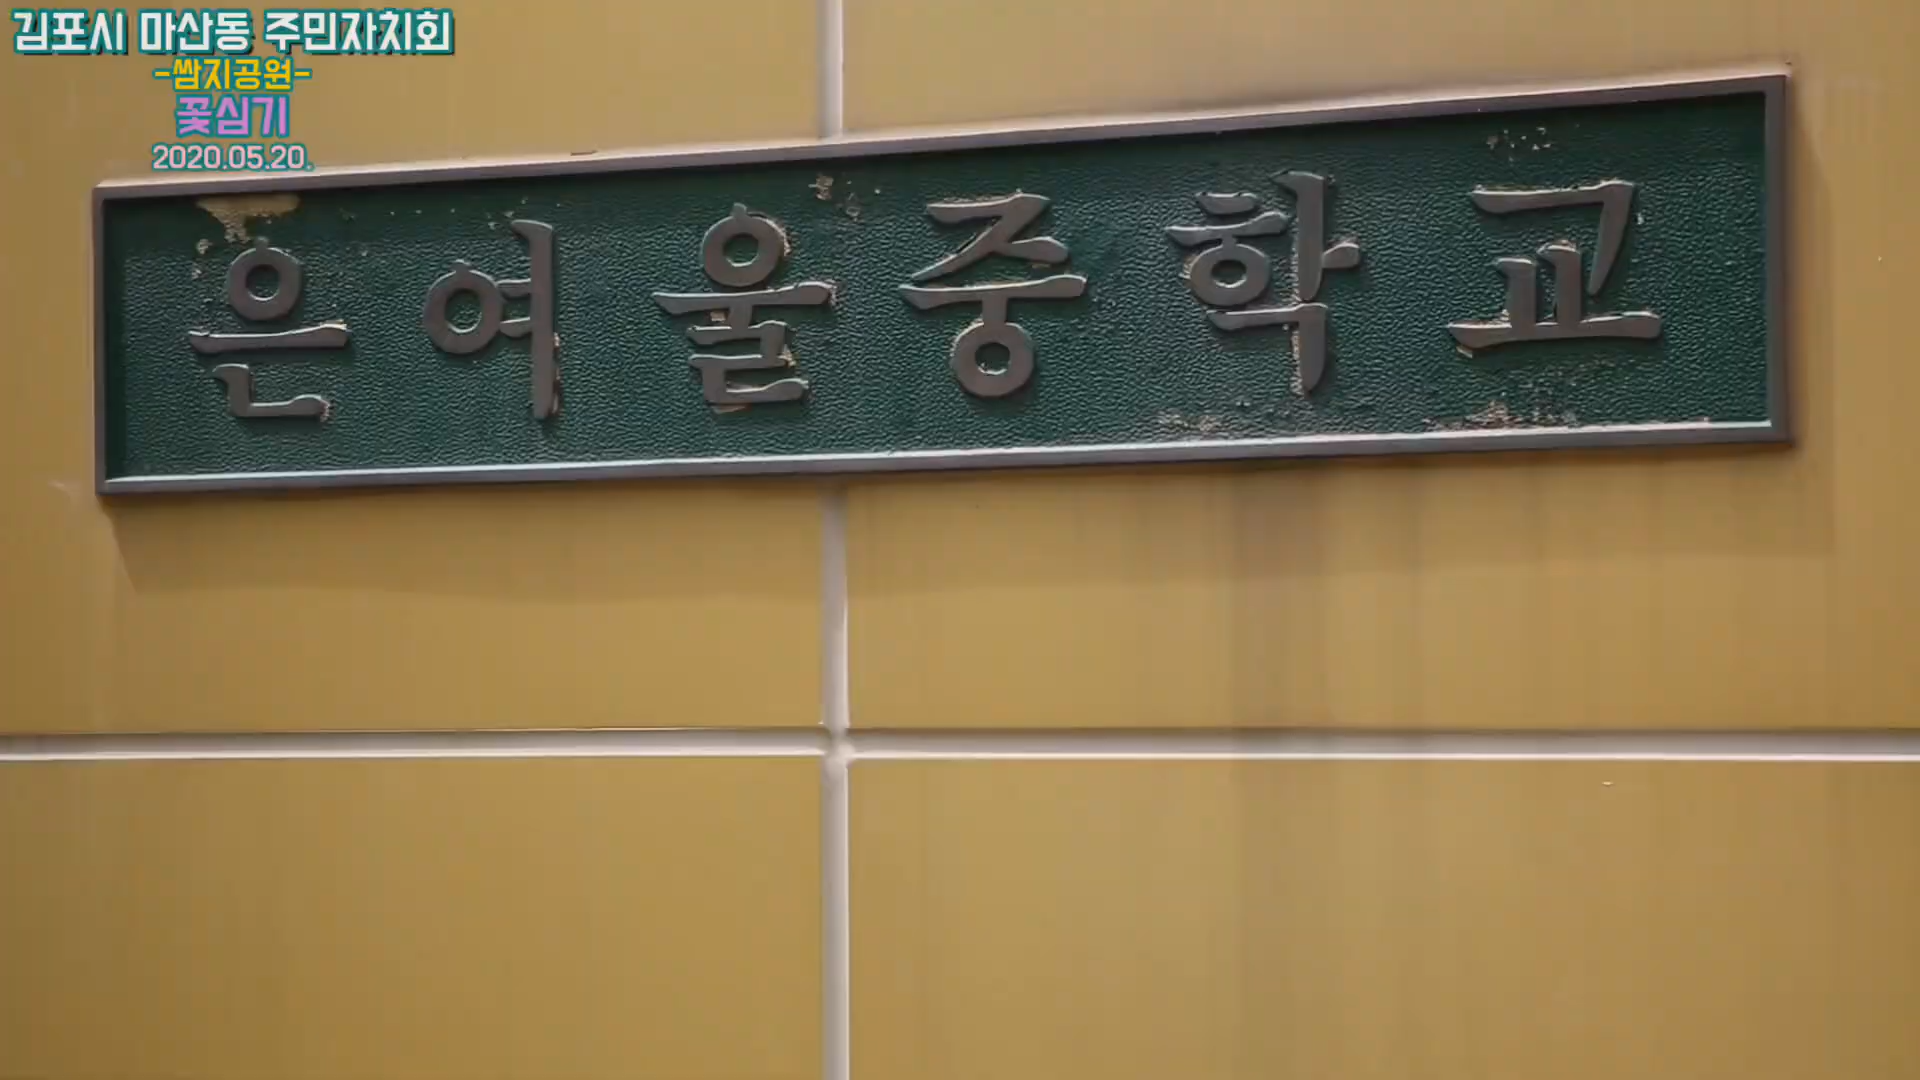 김포시 마산동 주민자치회
-쌈지공원-
꽃심기
2020.05.20.
은여울중학교